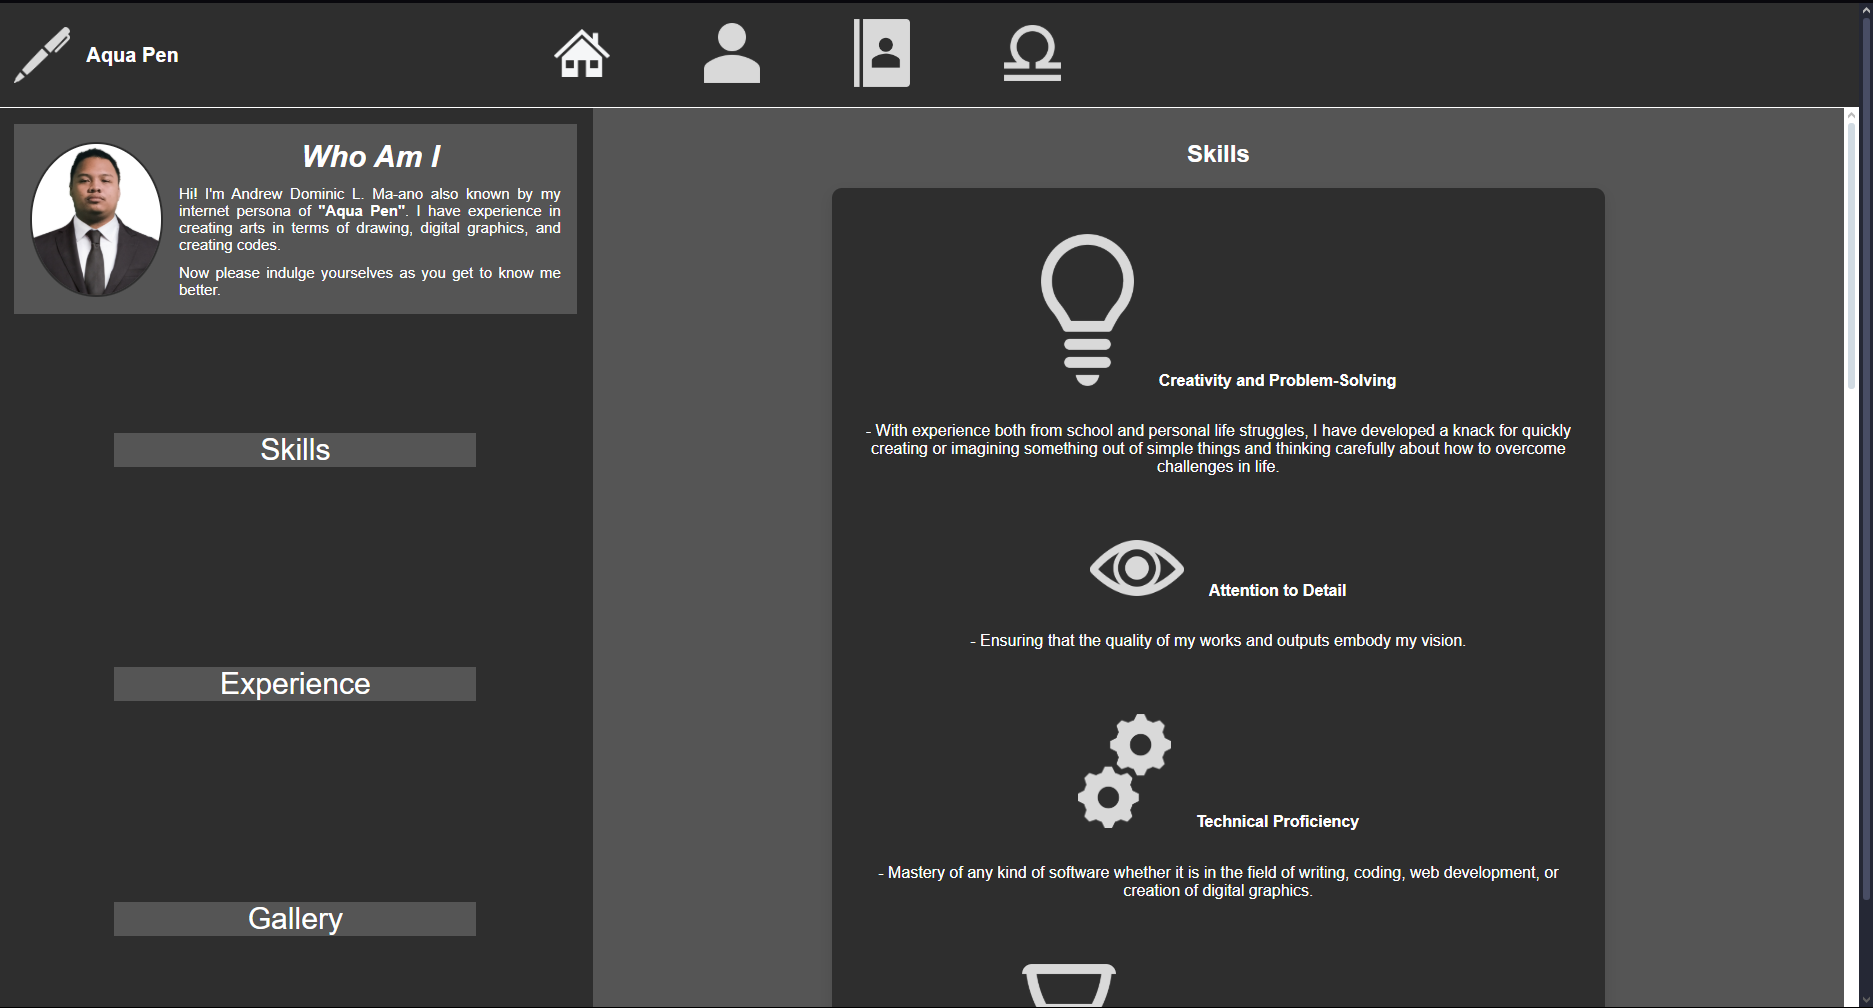 Aqua Pen
Who Am I
Hi! I'm Andrew Dominic L. Ma-ano also known by my
internet persona of "Aqua Pen". I have experience in
creating arts in terms of drawing, digital graphics, and
creating codes.
Now please indulge yourselves as you get to know me
better.
Skills
Experience
Gallery
Skills
Creativity and Problem-Solving
- With experience both from school and personal life struggles, I have developed a knack for quickly
creating or imagining something out of simple things and thinking carefully about how to overcome
challenges in life.
Attention to Detail
- Ensuring that the quality of my works and outputs embody my vision.
Technical Proficiency
- Mastery of any kind of software whether it is in the field of writing, coding, web development, or
creation of digital graphics.